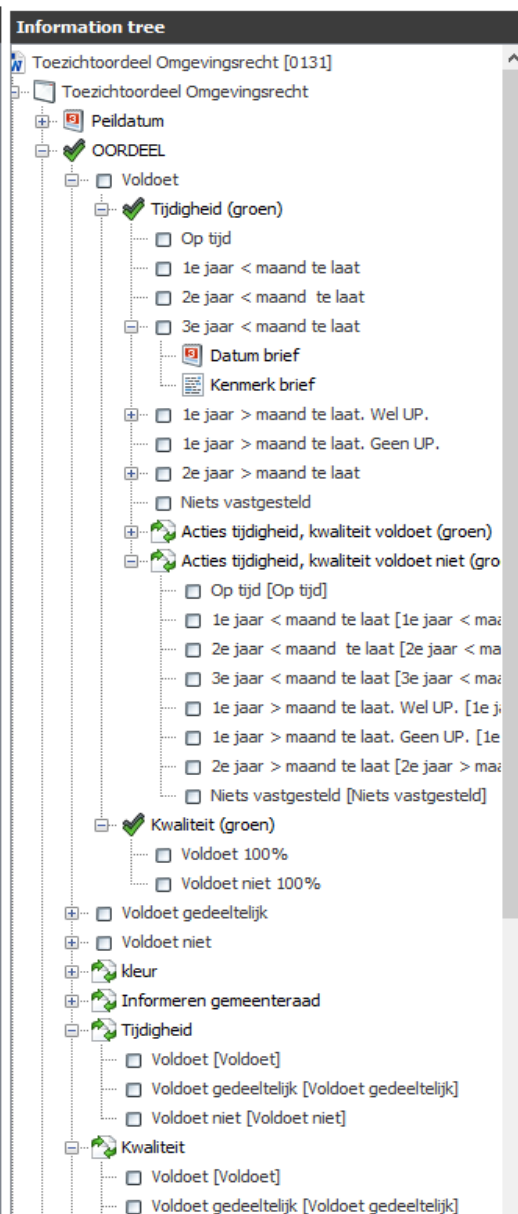 Information tree
Toezichtoordeel Omgevingsrecht [0131]
Toezichtoordeel Omgevingsrecht
Peildatum
OORDEEL
Voldoet
Tijdigheid (groen)
Op tijd
1e jaar < maand te laat
2e jaar < maand  te laat
3e jaar < maand te laat
Datum brief
Kenmerk brief
1e jaar > maand te laat. Wel UP.
1e jaar > maand te laat. Geen UP.
2e jaar > maand te laat
Niets vastgesteld
Acties tijdigheid, kwaliteit voldoet (groen)
Acties tijdigheid, kwaliteit voldoet niet (gro
Op tijd [Op tijd]
1e jaar < maand te laat [1e jaar < maa
2e jaar < maand  te laat [2e jaar < ma
3e jaar < maand te laat [3e jaar < maa
1e jaar > maand te laat. Wel UP. [1e ja
1e jaar > maand te laat. Geen UP. [1e
2e jaar > maand te laat [2e jaar > maa
Niets vastgesteld [Niets vastgesteld]
Kwaliteit (groen)
Voldoet 100%
Voldoet niet 100%
Voldoet gedeeltelijk
Voldoet niet
kleur
Informeren gemeenteraad
Tijdigheid
Voldoet [Voldoet]
Voldoet gedeeltelijk [Voldoet gedeeltelijk]
Voldoet niet [Voldoet niet]
Kwaliteit
Voldoet [Voldoet]
Voldoet gedeeltelijk [Voldoet gedeeltelijk]